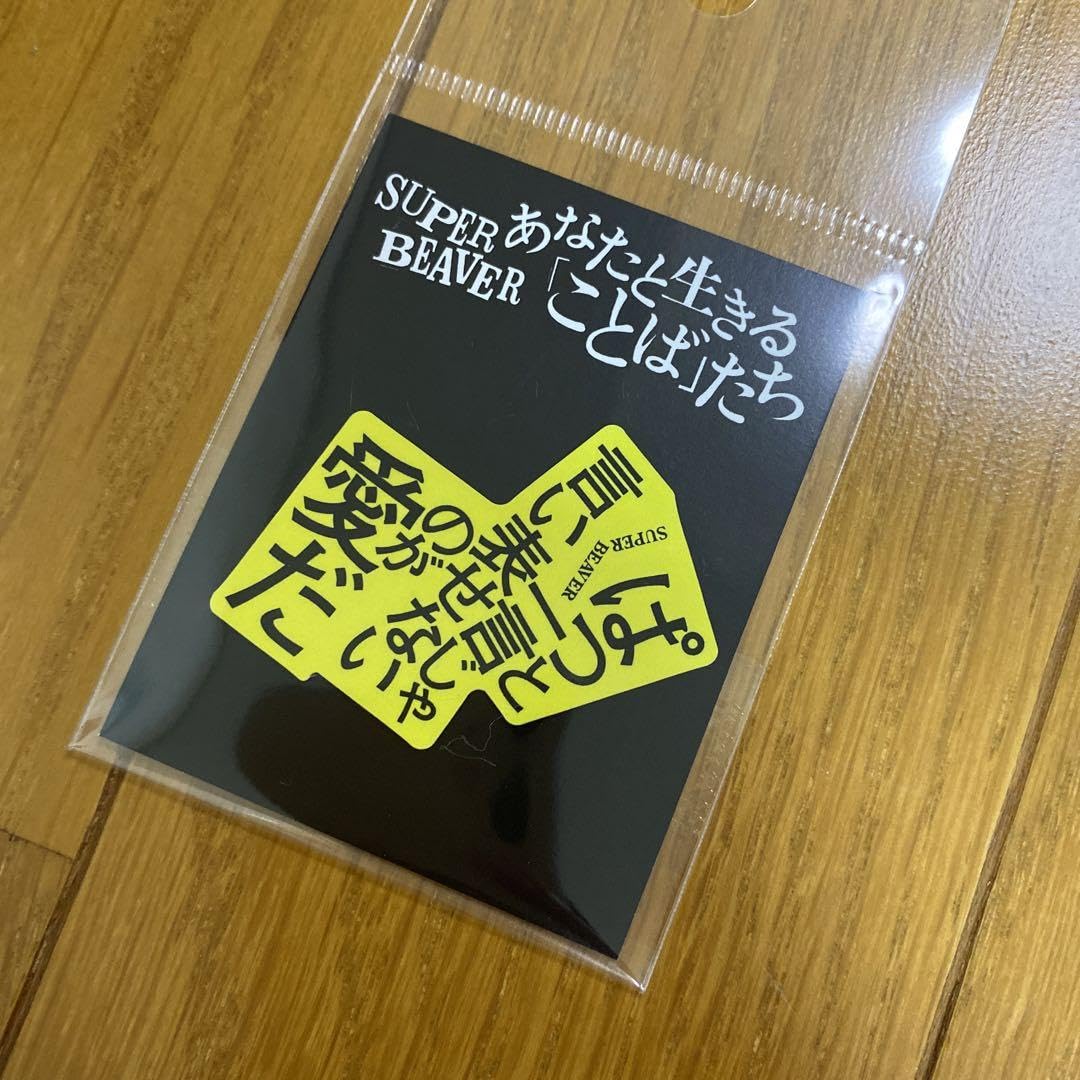 SUPER
BEAVER
あなたと生きる
「ことば」たち
ぱっと
一言じゃ
言い表せない
のが
愛だ
SUPER BEAVER